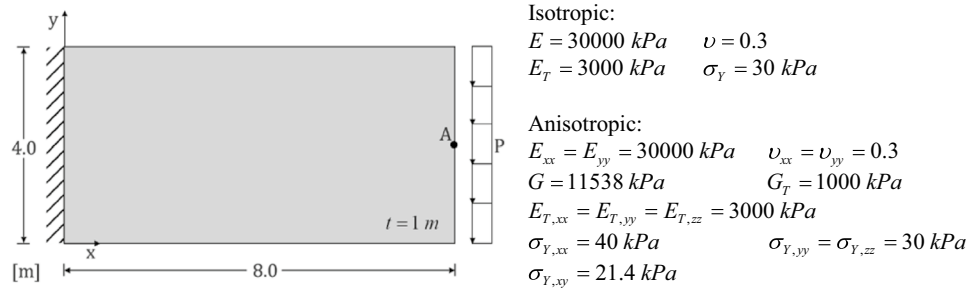 y
4.0
A
P
t = 1 m
x
[m]
8.0
Isotropic:
E = 30000 kPa υ = 0.3
E_T = 3000 kPa σ_Y = 30 kPa
Anisotropic:
E_xx = E_yy = 30000 kPa υ_xx = υ_yy = 0.3
G = 11538 kPa G_T = 1000 kPa
E_T,xx = E_T,yy = E_T,zz = 3000 kPa
σ_Y,xx = 40 kPa σ_Y,yy = σ_Y,zz = 30 kPa
σ_Y,xy = 21.4 kPa